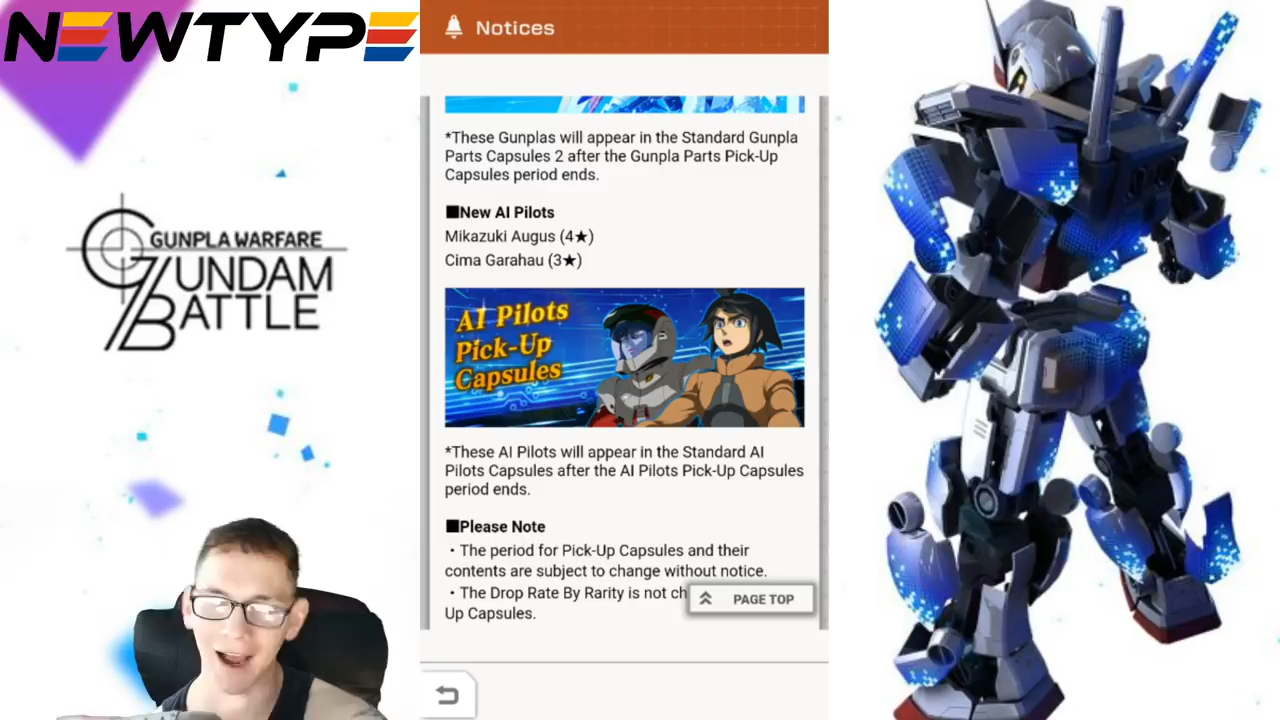 NEWTYPE
GUNPLA WARFARE
GUNDAM
BATTLE
Notices
*These Gunplas will appear in the Standard Gunpla
Parts Capsules 2 after the Gunpla Parts Pick-Up
Capsules period ends.
■New AI Pilots
Mikazuki Augus (4★)
Cima Garahau (3★)
AI Pilots
Pick-Up
Capsules
*These AI Pilots will appear in the Standard AI
Pilots Capsules after the AI Pilots Pick-Up Capsules
period ends.
■Please Note
・The period for Pick-Up Capsules and their
contents are subject to change without notice.
・The Drop Rate By Rarity is not
PAGE TOP
Up Capsules.